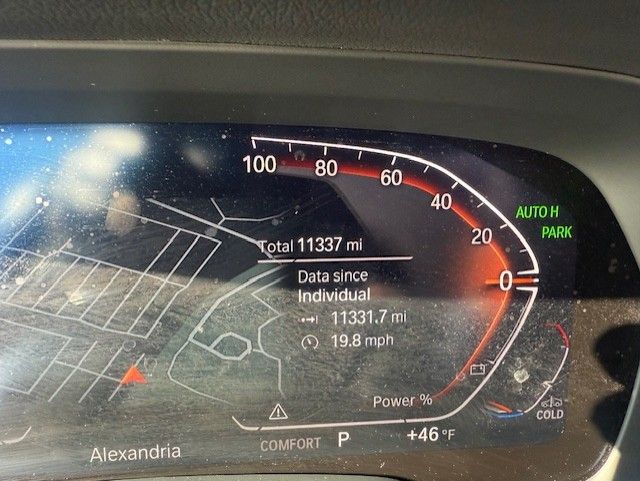 100
80
60
40
20
0
AUTO H
PARK
Total 11337 mi
Data since
Individual
11331.7 mi
19.8 mph
Power %
COLD
Alexandria
COMFORT P +46 °F